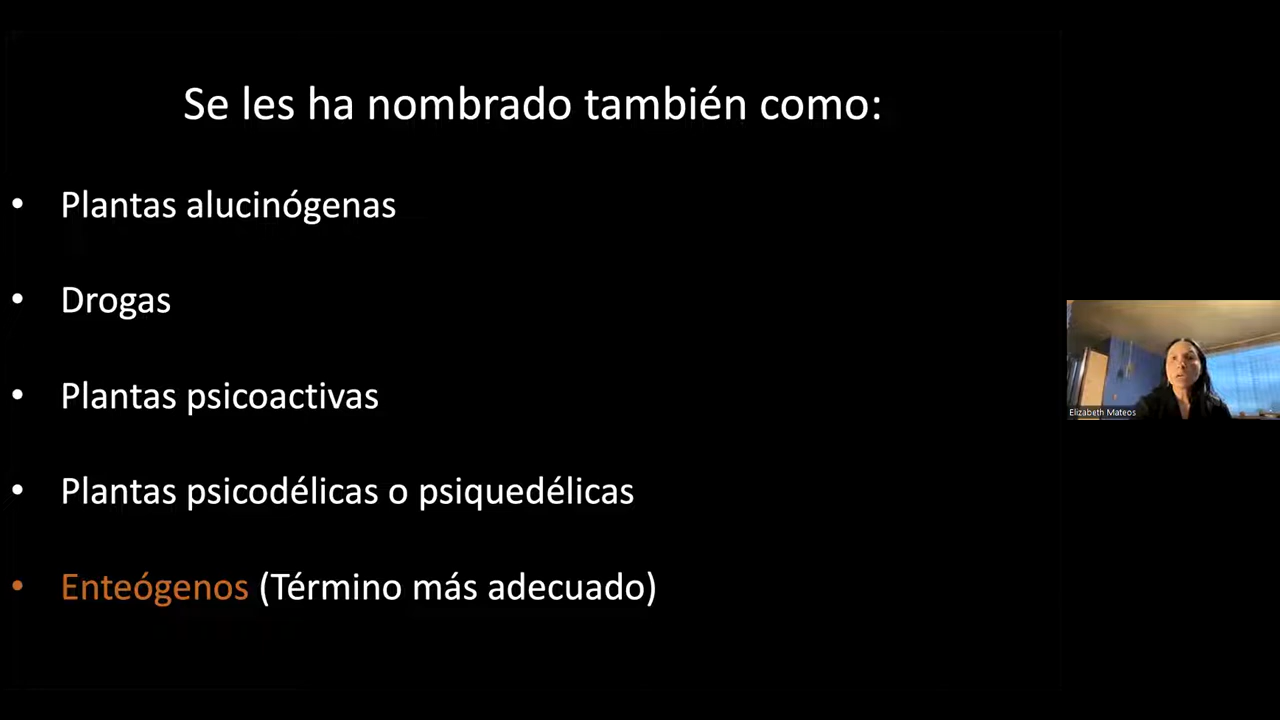 Se les ha nombrado también como:
• Plantas alucinógenas
• Drogas
• Plantas psicoactivas
• Plantas psicodélicas o psiquedélicas
• Enteógenos (Término más adecuado)
Elizabeth Mateos